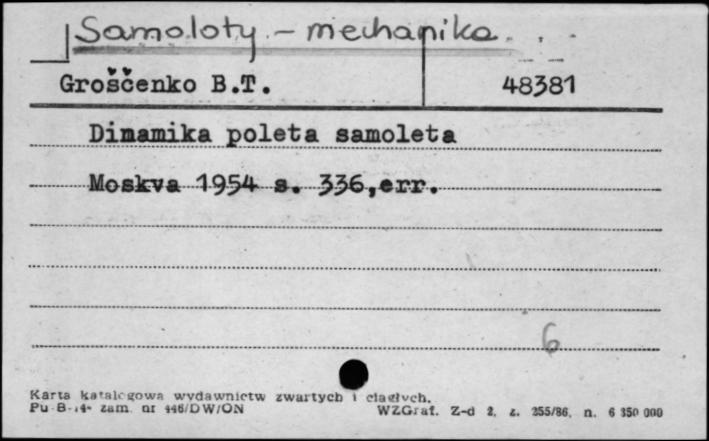 Samoloty - mechanika
Groščenko B.T. 48381
Dinamika poleta samoleta
Moskva 1954 s. 336,err.
6
Karta katalogowa wydawnictw zwartych i ciągłych.
Pu-B-14- zam. nr 446/DW/ON WZGraf. Z-d 2, z. 255/86, n. 6 350 000